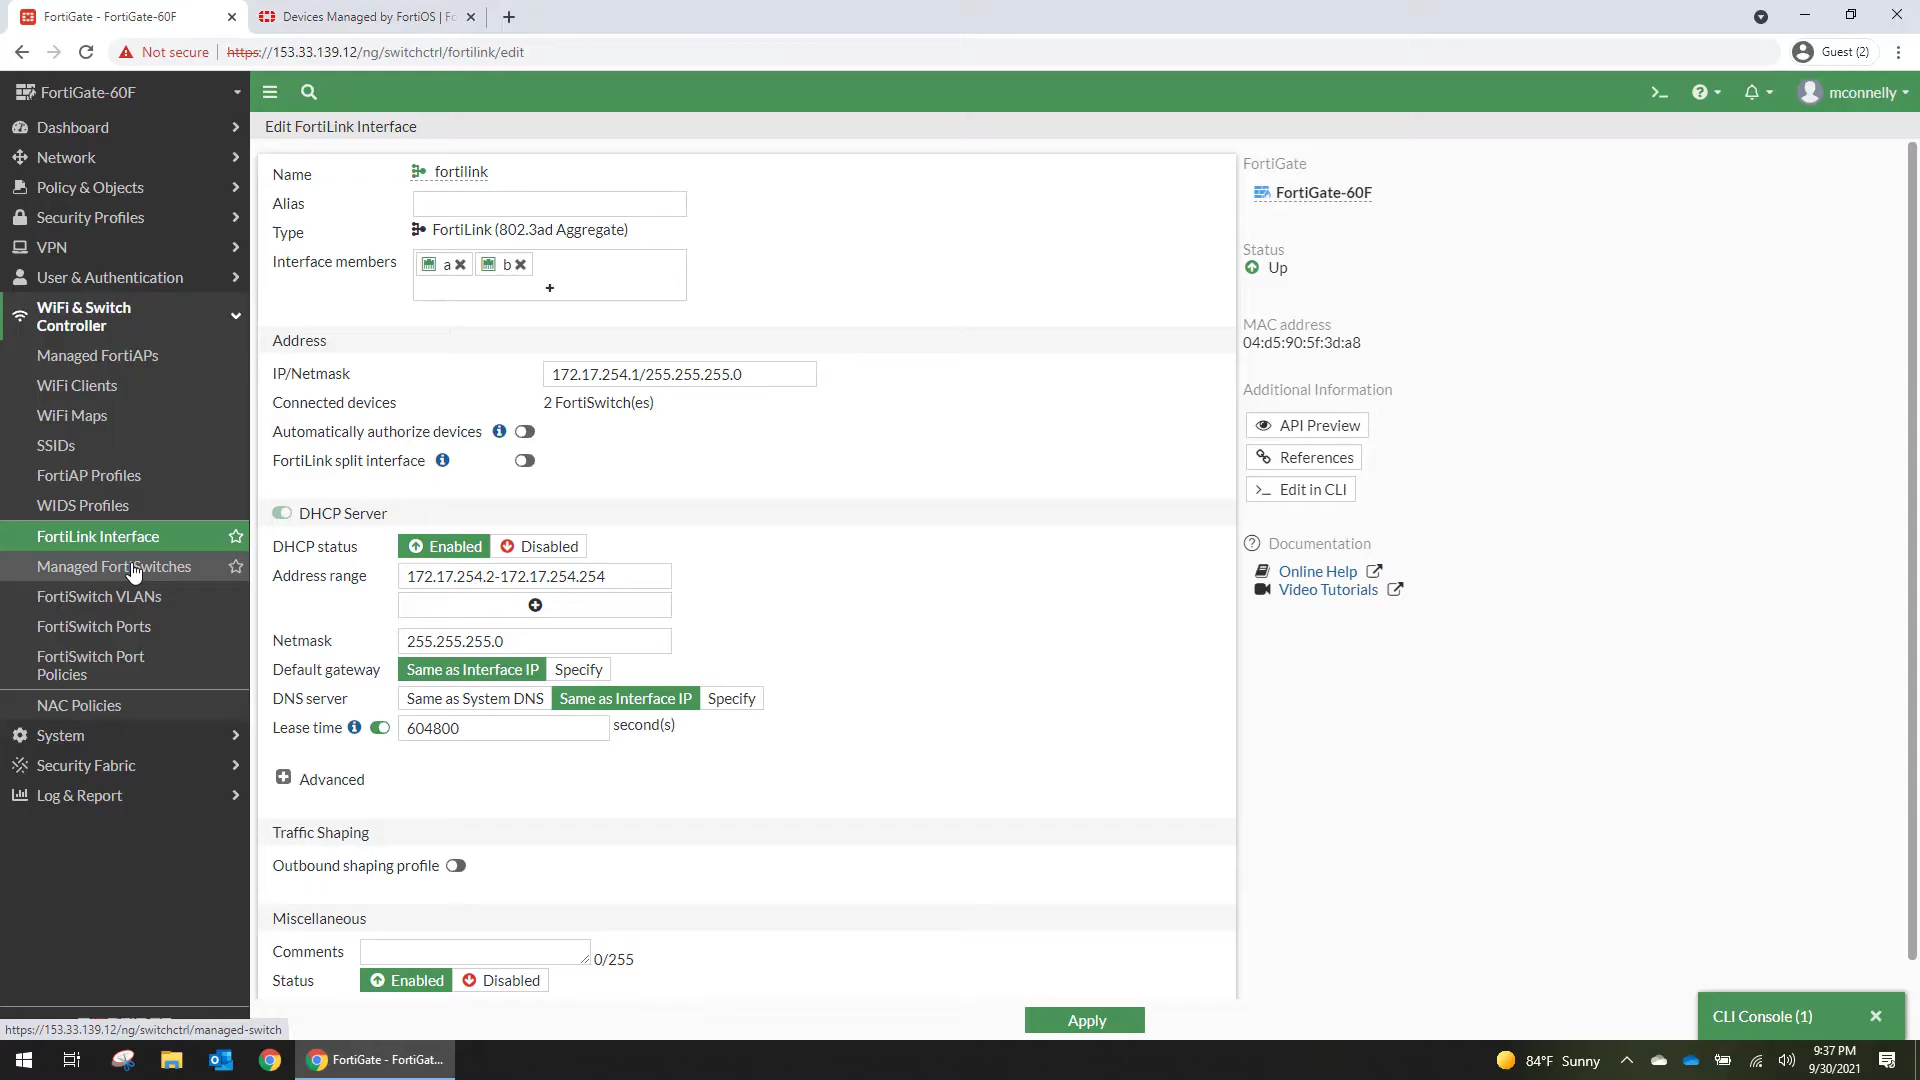 FortiGate - FortiGate-60F
Devices Managed by FortiOS | Fo
Not secure
https://153.33.139.12/ng/switchctrl/fortilink/edit
Guest (2)
FortiGate-60F
mconnelly
Dashboard
Network
Policy & Objects
Security Profiles
VPN
User & Authentication
WiFi & Switch
Controller
Managed FortiAPs
WiFi Clients
WiFi Maps
SSIDs
FortiAP Profiles
WIDS Profiles
FortiLink Interface
Managed FortiSwitches
FortiSwitch VLANs
FortiSwitch Ports
FortiSwitch Port
Policies
NAC Policies
System
Security Fabric
Log & Report
https://153.33.139.12/ng/switchctrl/managed-switch
Edit FortiLink Interface
Name fortilink
Alias
Type FortiLink (802.3ad Aggregate)
Interface members a b
+
Address
IP/Netmask 172.17.254.1/255.255.255.0
Connected devices 2 FortiSwitch(es)
Automatically authorize devices
FortiLink split interface
DHCP Server
DHCP status Enabled Disabled
Address range 172.17.254.2-172.17.254.254
Netmask 255.255.255.0
Default gateway Same as Interface IP Specify
DNS server Same as System DNS Same as Interface IP Specify
Lease time 604800 second(s)
Advanced
Traffic Shaping
Outbound shaping profile
Miscellaneous
Comments 0/255
Status Enabled Disabled
Apply
FortiGate
FortiGate-60F
Status
Up
MAC address
04:d5:90:5f:3d:a8
Additional Information
API Preview
References
>_ Edit in CLI
Documentation
Online Help
Video Tutorials
CLI Console (1)
FortiGate - FortiGat...
84°F Sunny
9:37 PM
9/30/2021